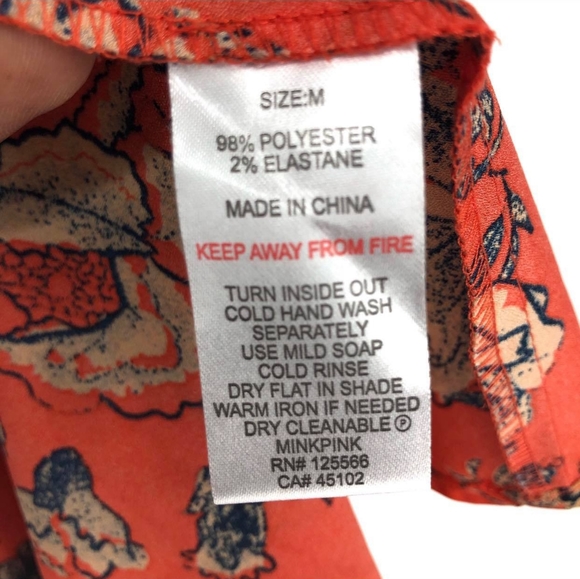 SIZE:M
98% POLYESTER
2% ELASTANE
MADE IN CHINA
KEEP AWAY FROM FIRE
TURN INSIDE OUT
COLD HAND WASH
SEPARATELY
USE MILD SOAP
COLD RINSE
DRY FLAT IN SHADE
WARM IRON IF NEEDED
DRY CLEANABLE Ⓟ
MINKPINK
RN# 125566
CA# 45102